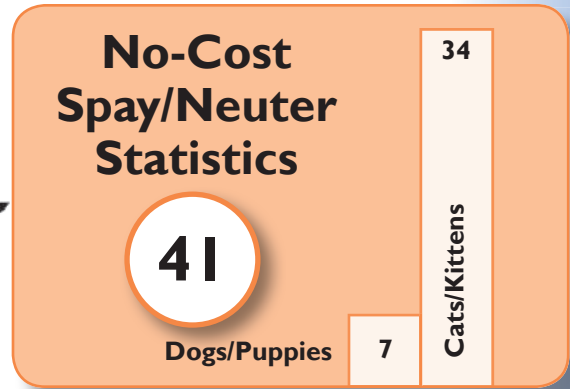 No-Cost
Spay/Neuter
Statistics
41
Dogs/Puppies
7
34
Cats/Kittens